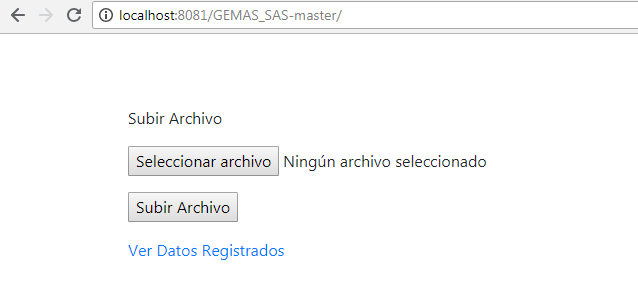 localhost:8081/GEMAS_SAS-master/
Subir Archivo
Seleccionar archivo Ningún archivo seleccionado
Subir Archivo
Ver Datos Registrados